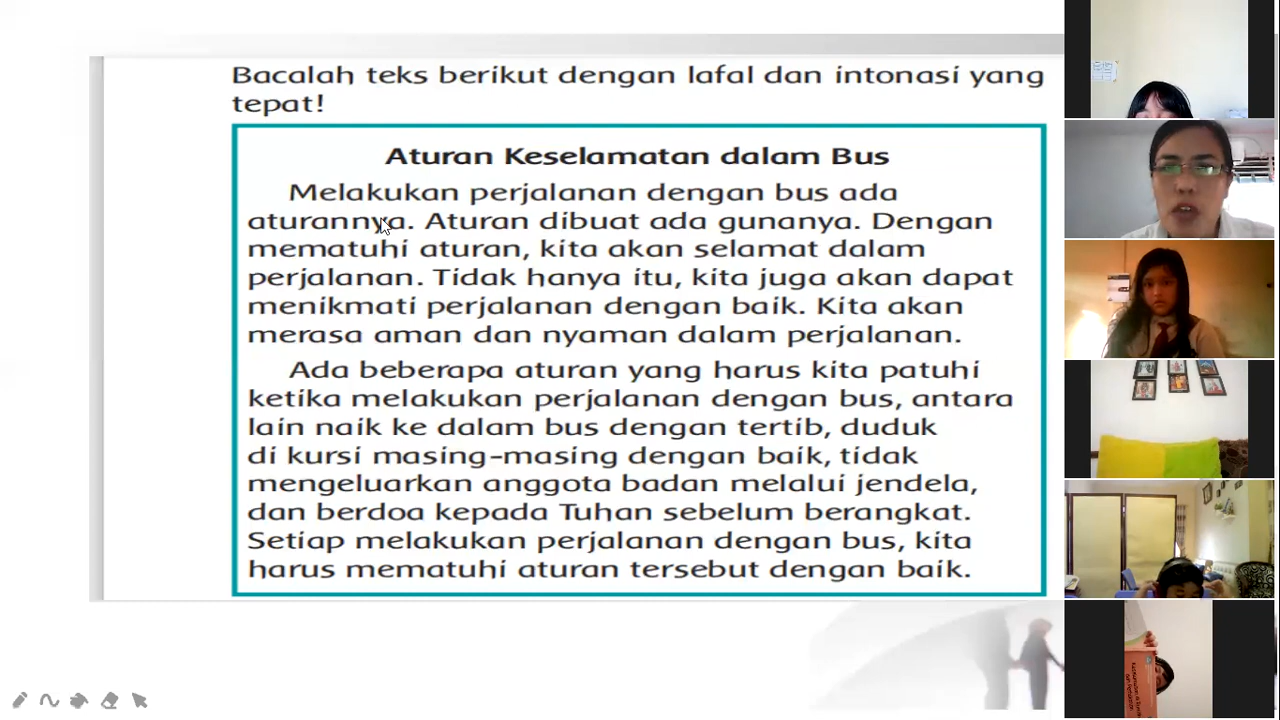 Bacalah teks berikut dengan lafal dan intonasi yang
tepat!
Aturan Keselamatan dalam Bus
Melakukan perjalanan dengan bus ada
aturannya. Aturan dibuat ada gunanya. Dengan
mematuhi aturan, kita akan selamat dalam
perjalanan. Tidak hanya itu, kita juga akan dapat
menikmati perjalanan dengan baik. Kita akan
merasa aman dan nyaman dalam perjalanan.
Ada beberapa aturan yang harus kita patuhi
ketika melakukan perjalanan dengan bus, antara
lain naik ke dalam bus dengan tertib, duduk
di kursi masing-masing dengan baik, tidak
mengeluarkan anggota badan melalui jendela,
dan berdoa kepada Tuhan sebelum berangkat.
Setiap melakukan perjalanan dengan bus, kita
harus mematuhi aturan tersebut dengan baik.